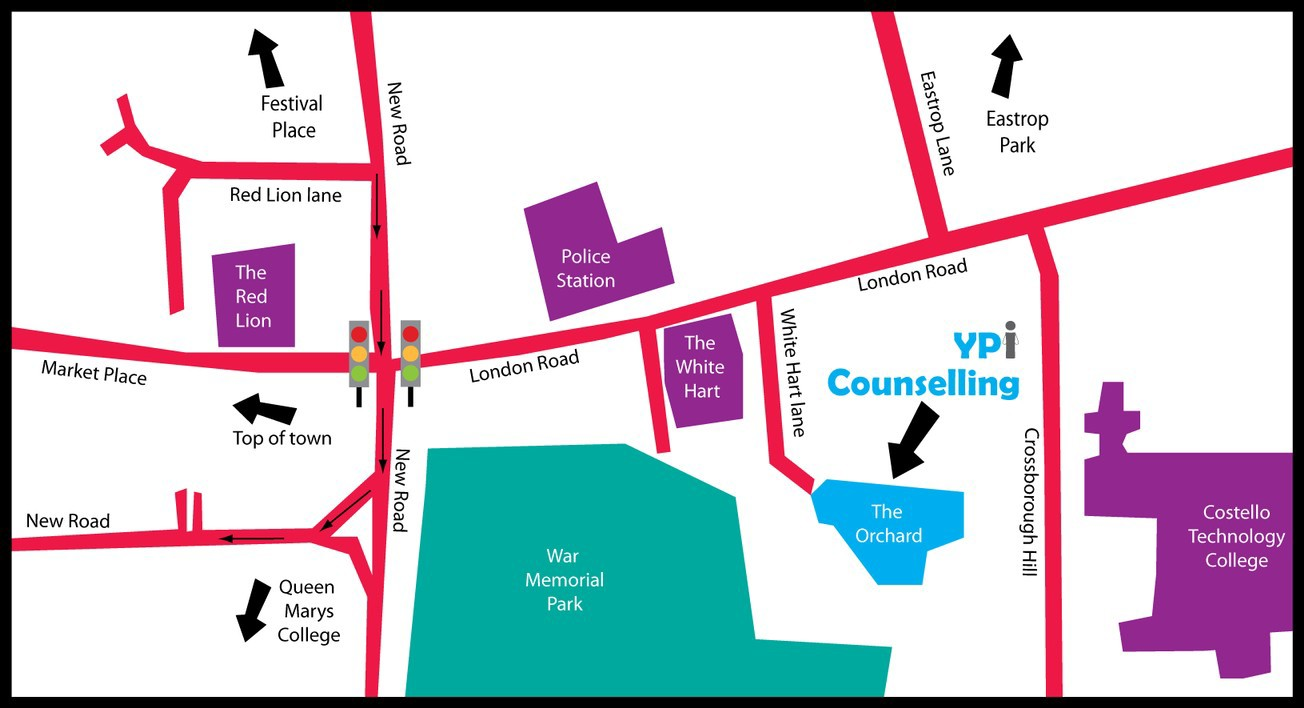 Festival
Place
New Road
Red Lion lane
The
Red
Lion
Market Place
Top of town
New Road
New Road
Queen
Marys
College
London Road
Police
Station
The
White
Hart
White Hart lane
War
Memorial
Park
Eastrop Lane
Eastrop
Park
London Road
YPi
Counselling
The
Orchard
Crossborough Hill
Costello
Technology
College